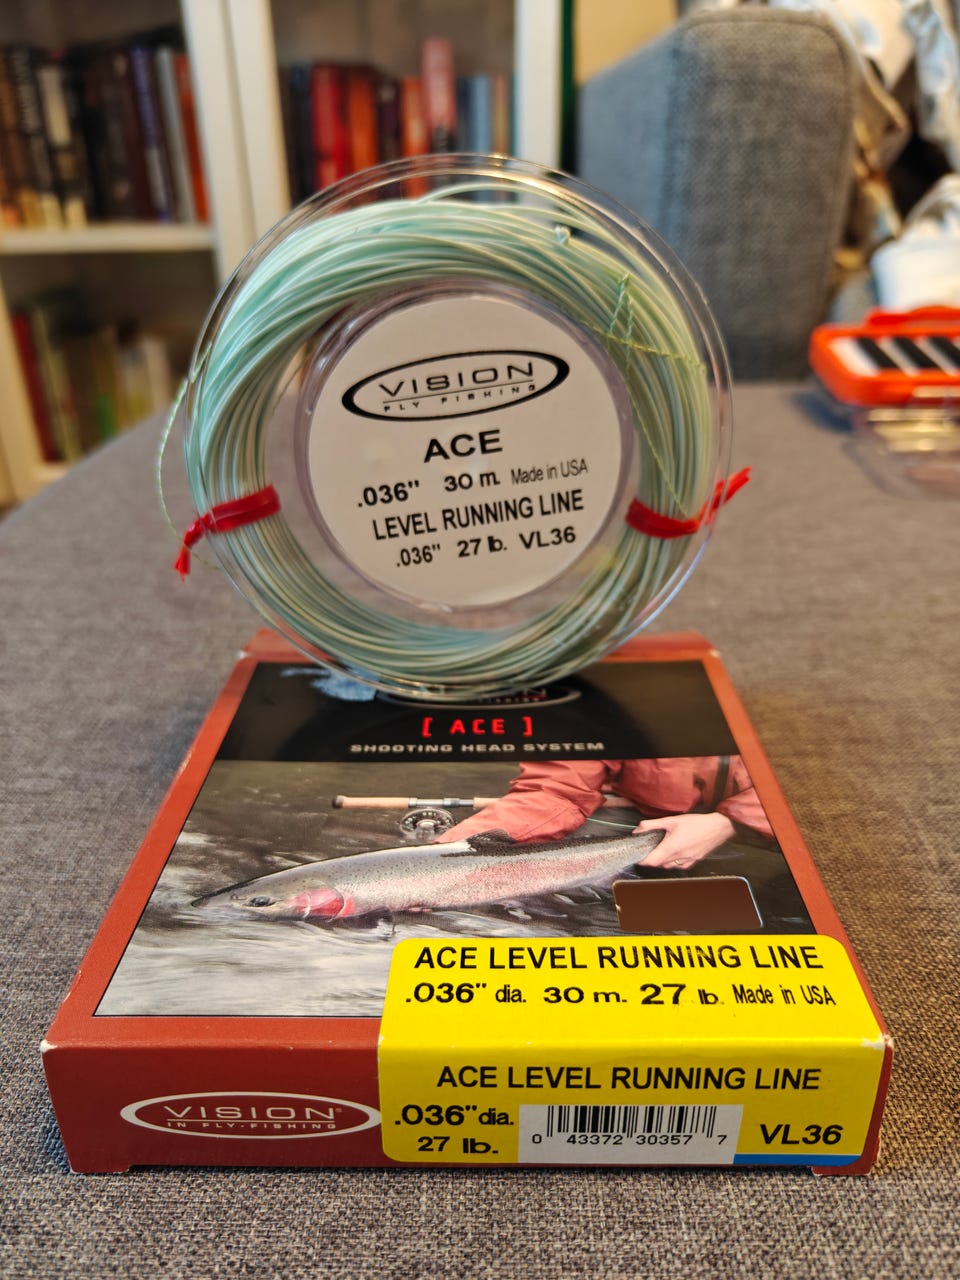 VISION
FLY FISHING
ACE
.036" 30 m. Made in USA
LEVEL RUNNING LINE
.036" 27 lb. VL36
[ ACE ]
SHOOTING HEAD SYSTEM
ACE LEVEL RUNNING LINE
.036" dia. 30 m. 27 lb. Made in USA
ACE LEVEL RUNNING LINE
.036" dia.
27 lb.
0 43372 30357 7
VL36
VISION®
IN FLY-FISHING